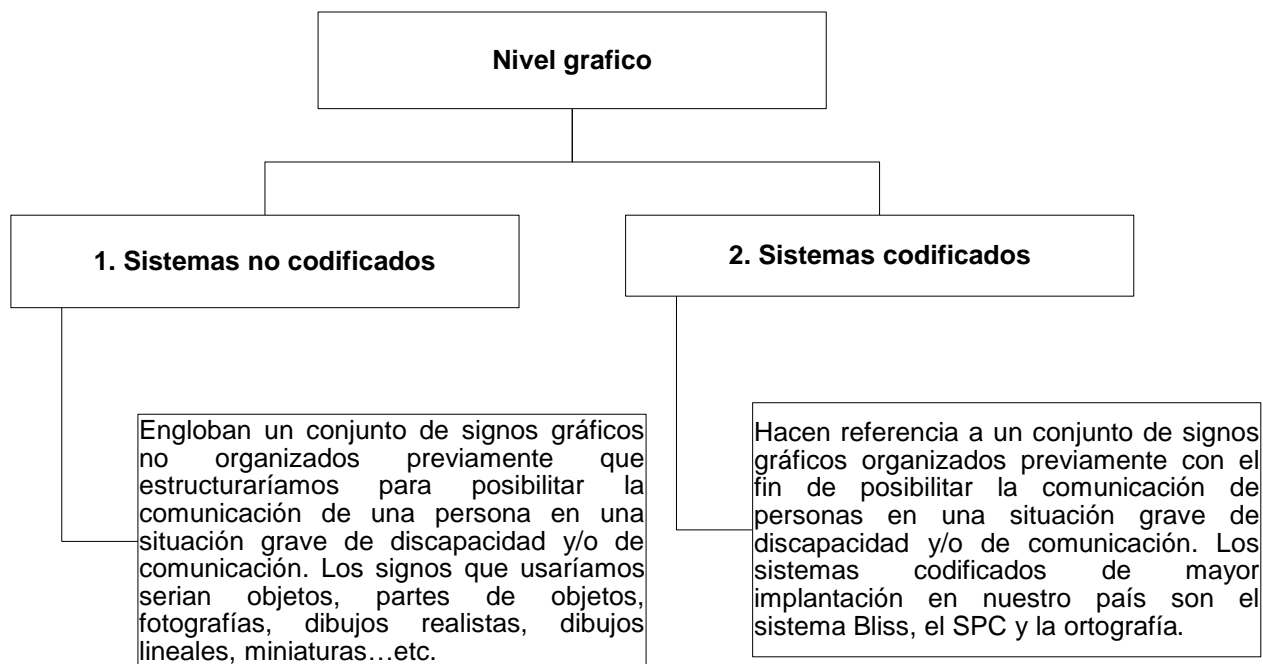 Nivel grafico
1. Sistemas no codificados
2. Sistemas codificados
Engloban un conjunto de signos gráficos
no organizados previamente que
estructuraríamos para posibilitar la
comunicación de una persona en una
situación grave de discapacidad y/o de
comunicación. Los signos que usaríamos
serian objetos, partes de objetos,
fotografías, dibujos realistas, dibujos
lineales, miniaturas…etc.
Hacen referencia a un conjunto de signos
gráficos organizados previamente con el
fin de posibilitar la comunicación de
personas en una situación grave de
discapacidad y/o de comunicación. Los
sistemas codificados de mayor
implantación en nuestro país son el
sistema Bliss, el SPC y la ortografía.